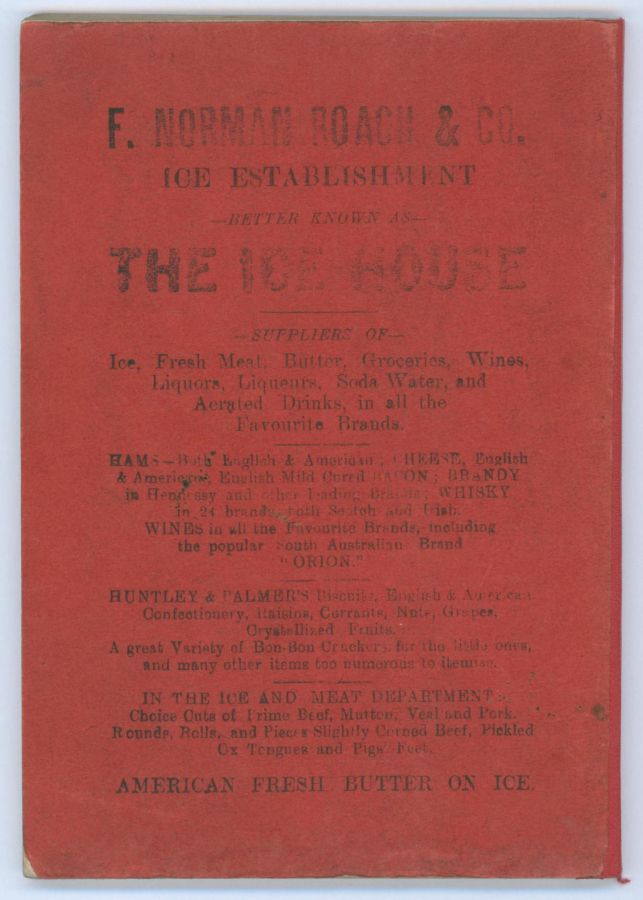 F. NORMAN ROACH & CO.
ICE ESTABLISHMENT
—BETTER KNOWN AS—
THE ICE HOUSE
—SUPPLIERS OF—
Ice, Fresh Meat, Butter, Groceries, Wines,
Liquors, Liqueurs, Soda Water, and
Aerated Drinks, in all the
Favourite Brands.
HAMS—Both English & American; CHEESE, English
& American; English Mild Cured BACON; BRANDY
in Hennessy and other leading Brands; WHISKY
in 24 brands, both Scotch and Irish.
WINES in all the Favourite Brands, including
the popular South Australian Brand
"ORION."
HUNTLEY & PALMER'S Biscuits, English & American
Confectionery, Raisins, Currants, Nuts, Grapes,
Crystellized Fruits.
A great Variety of Bon-Bon Crackers for the little ones,
and many other items too numerous to itemise.
IN THE ICE AND MEAT DEPARTMENT:—
Choice Cuts of Prime Beef, Mutton, Veal and Pork.
Rounds, Rolls, and Pieces Slightly Corned Beef, Pickled
Ox Tongues and Pigs' Feet.
AMERICAN FRESH BUTTER ON ICE.